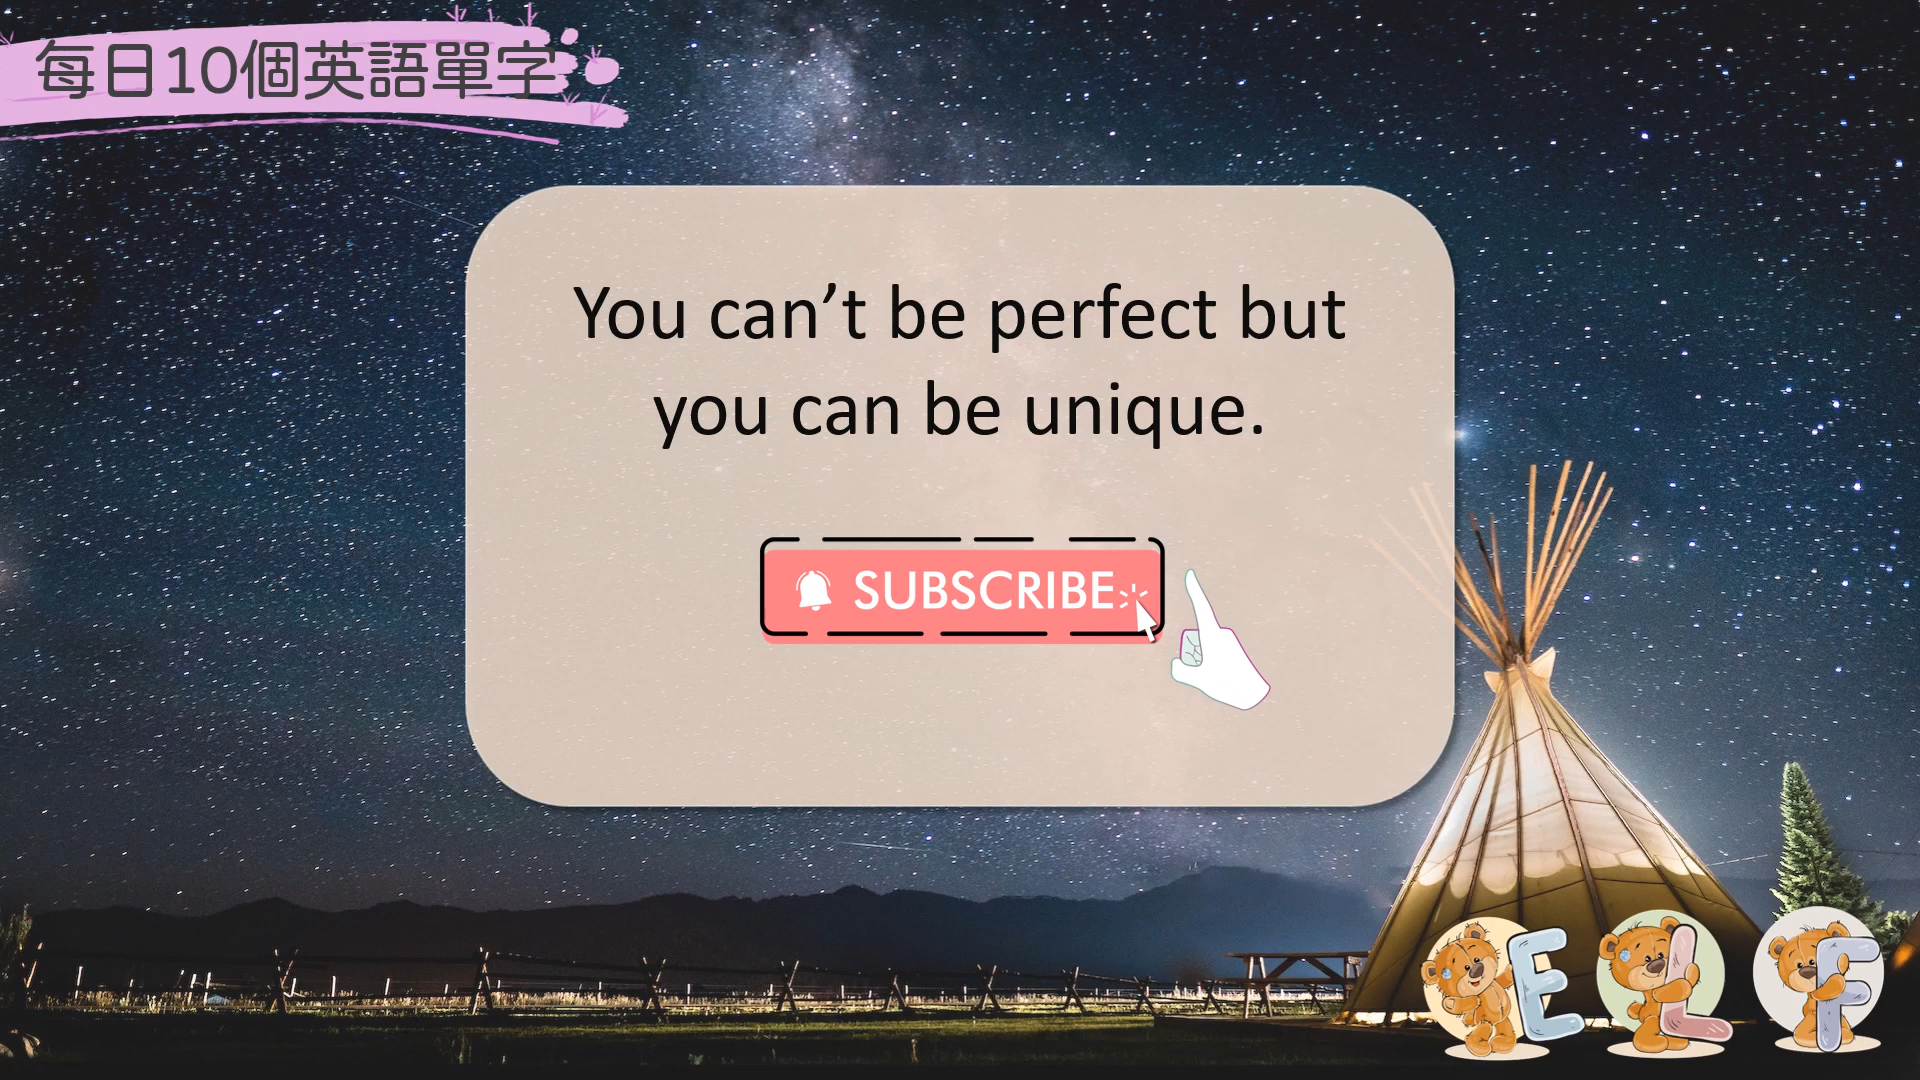 每日10個英語單字
You can’t be perfect but
you can be unique.
SUBSCRIBE
E L F